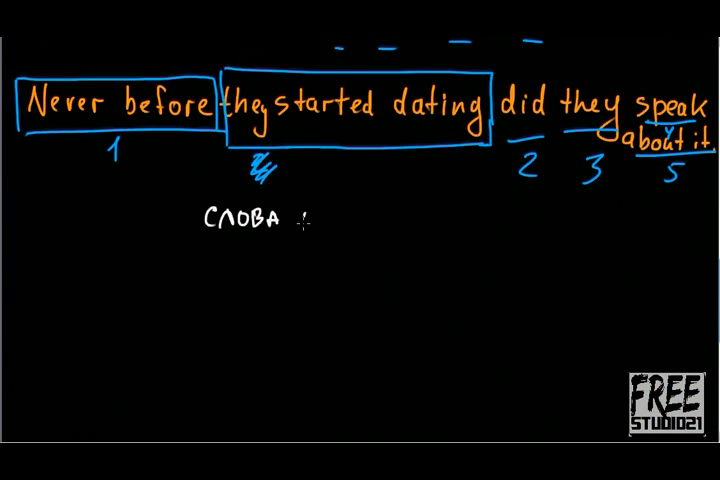 Never before they started dating did they speak
about it.
1 2 3 5
СЛОВА
FREE
STUDIO21